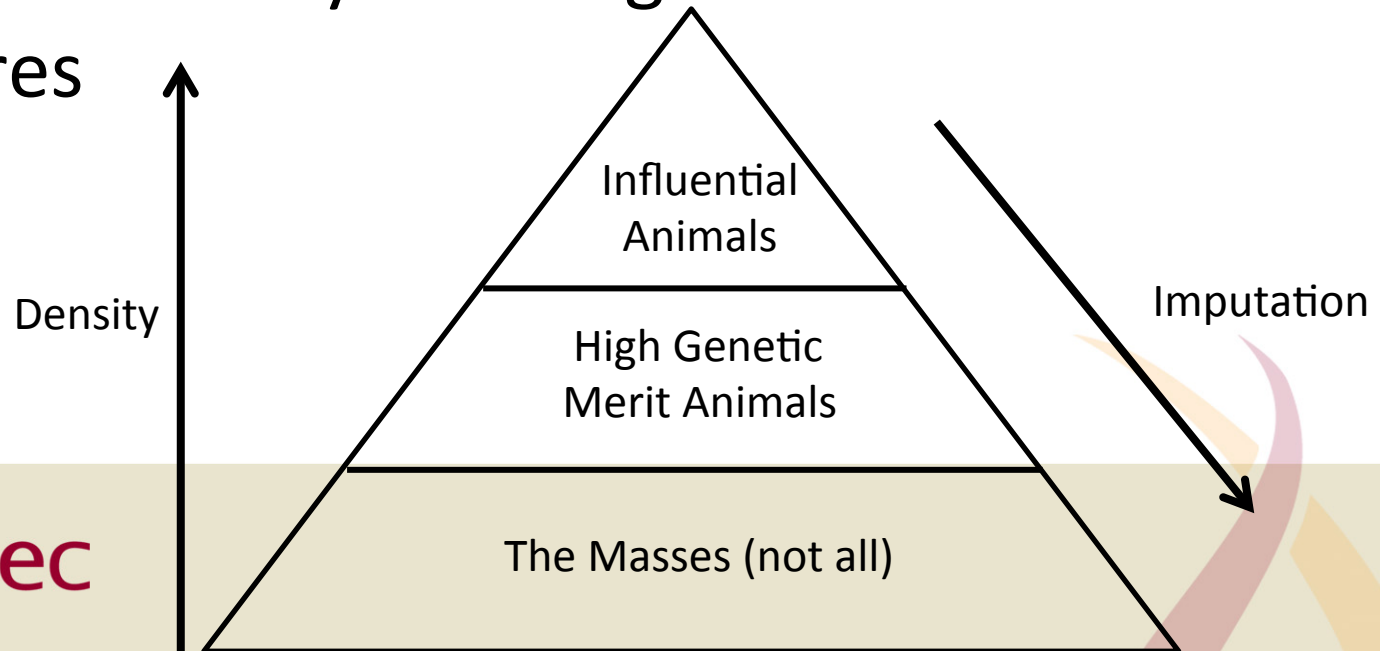 res
Influential
Animals
Density
Imputation
High Genetic
Merit Animals
The Masses (not all)
ec